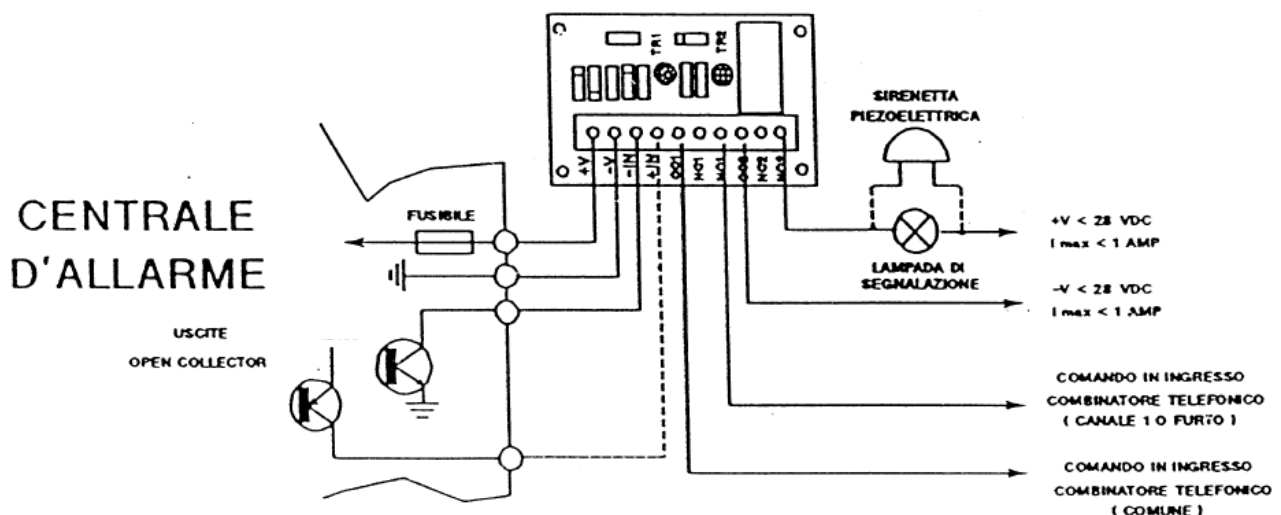 TR1
TR2
+V
-V
-IN
+IN
NC1
NO1
NC2
NO2
SIRENETTA
PIEZOELETTRICA
CENTRALE
D'ALLARME
FUSIBILE
+V < 28 VDC
I max < 1 AMP
LAMPADA DI
SEGNALAZIONE
-V < 28 VDC
I max < 1 AMP
USCITE
OPEN COLLECTOR
COMANDO IN INGRESSO
COMBINATORE TELEFONICO
( CANALE 1 O FURTO )
COMANDO IN INGRESSO
COMBINATORE TELEFONICO
( COMUNE )